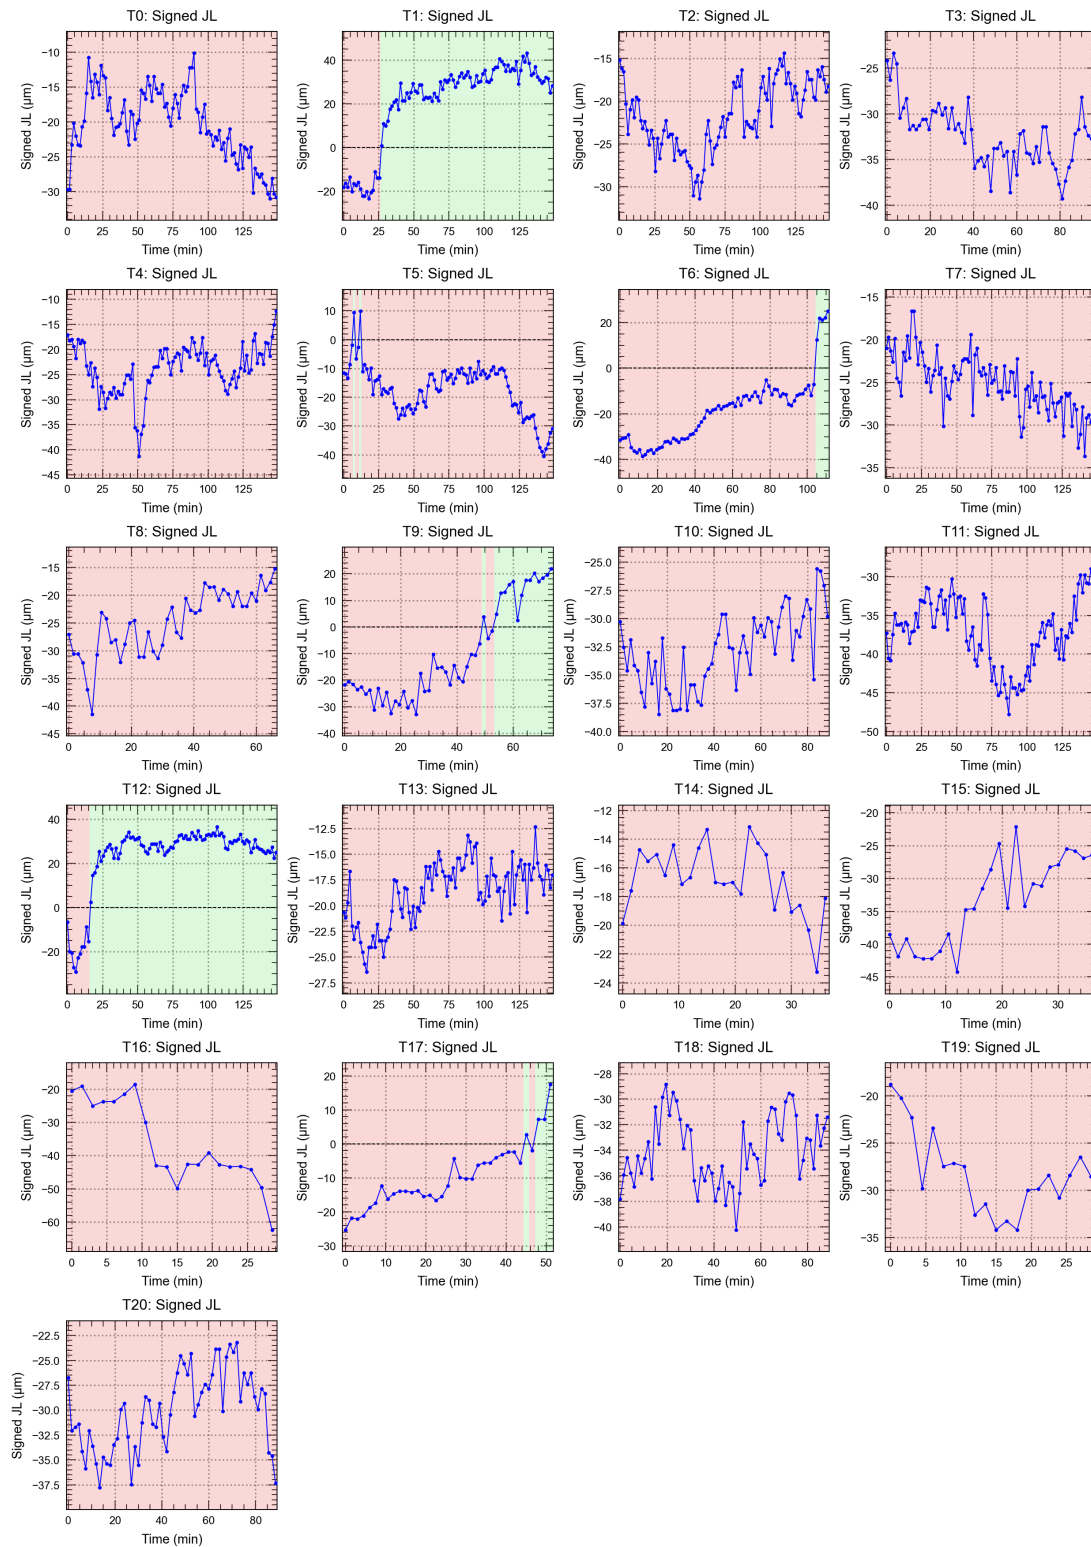 T0: Signed JL
T1: Signed JL
T2: Signed JL
T3: Signed JL
Signed JL (μm)
−10
−15
−20
−25
−30
0 25 50 75 100 125
Time (min)
Signed JL (μm)
40
20
0
−20
0 25 50 75 100 125
Time (min)
Signed JL (μm)
−15
−20
−25
−30
0 25 50 75 100 125
Time (min)
Signed JL (μm)
−25
−30
−35
−40
0 20 40 60 80
Time (min)
T4: Signed JL
T5: Signed JL
T6: Signed JL
T7: Signed JL
Signed JL (μm)
−10
−15
−20
−25
−30
−35
−40
−45
0 25 50 75 100 125
Time (min)
Signed JL (μm)
10
0
−10
−20
−30
−40
0 25 50 75 100 125
Time (min)
Signed JL (μm)
20
0
−20
−40
0 20 40 60 80 100
Time (min)
Signed JL (μm)
−15
−20
−25
−30
−35
0 25 50 75 100 125
Time (min)
T8: Signed JL
T9: Signed JL
T10: Signed JL
T11: Signed JL
Signed JL (μm)
−15
−20
−25
−30
−35
−40
−45
0 20 40 60
Time (min)
Signed JL (μm)
20
10
0
−10
−20
−30
−40
0 20 40 60
Time (min)
Signed JL (μm)
−25.0
−27.5
−30.0
−32.5
−35.0
−37.5
−40.0
0 20 40 60 80
Time (min)
Signed JL (μm)
−30
−35
−40
−45
−50
0 25 50 75 100 125
Time (min)
T12: Signed JL
T13: Signed JL
T14: Signed JL
T15: Signed JL
Signed JL (μm)
40
20
0
−20
0 25 50 75 100 125
Time (min)
Signed JL (μm)
−12.5
−15.0
−17.5
−20.0
−22.5
−25.0
−27.5
0 25 50 75 100 125
Time (min)
Signed JL (μm)
−12
−14
−16
−18
−20
−22
−24
0 10 20 30
Time (min)
Signed JL (μm)
−20
−25
−30
−35
−40
−45
0 10 20 30
Time (min)
T16: Signed JL
T17: Signed JL
T18: Signed JL
T19: Signed JL
Signed JL (μm)
−20
−30
−40
−50
−60
0 5 10 15 20 25
Time (min)
Signed JL (μm)
20
10
0
−10
−20
−30
0 10 20 30 40 50
Time (min)
Signed JL (μm)
−28
−30
−32
−34
−36
−38
−40
0 20 40 60 80
Time (min)
Signed JL (μm)
−20
−25
−30
−35
0 5 10 15 20 25
Time (min)
T20: Signed JL
Signed JL (μm)
−22.5
−25.0
−27.5
−30.0
−32.5
−35.0
−37.5
0 20 40 60 80
Time (min)